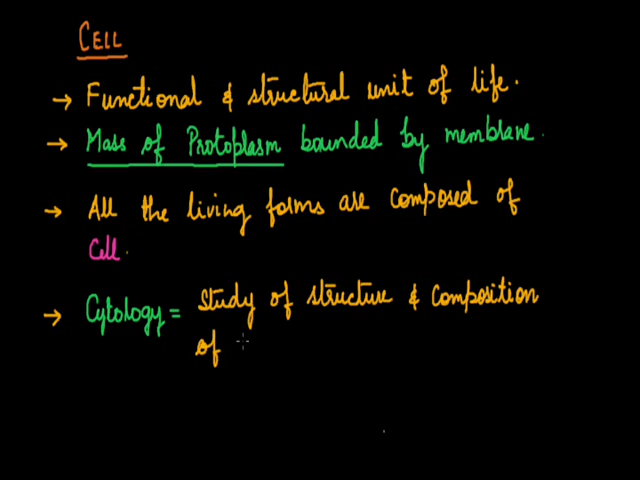 CELL
→ Functional & structural unit of life.
→ Mass of Protoplasm bounded by membrane.
→ All the living forms are composed of
Cell.
→ Cytology = Study of structure & composition
of